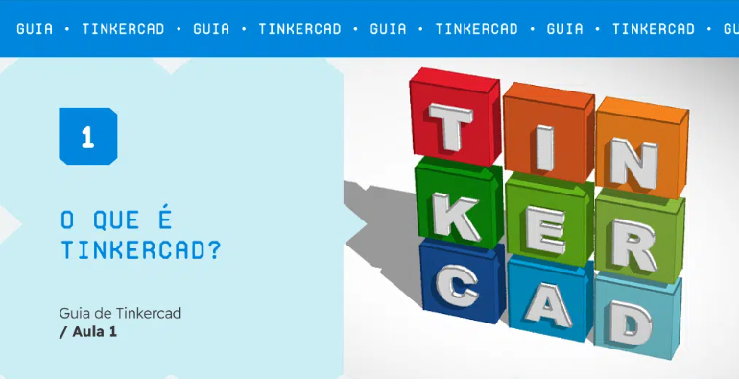 GUIA • TINKERCAD • GUIA • TINKERCAD • GUIA • TINKERCAD • GUIA • TINKERCAD • GU
1
O QUE É
TINKERCAD?
Guia de Tinkercad
/ Aula 1
TIN
KER
CAD